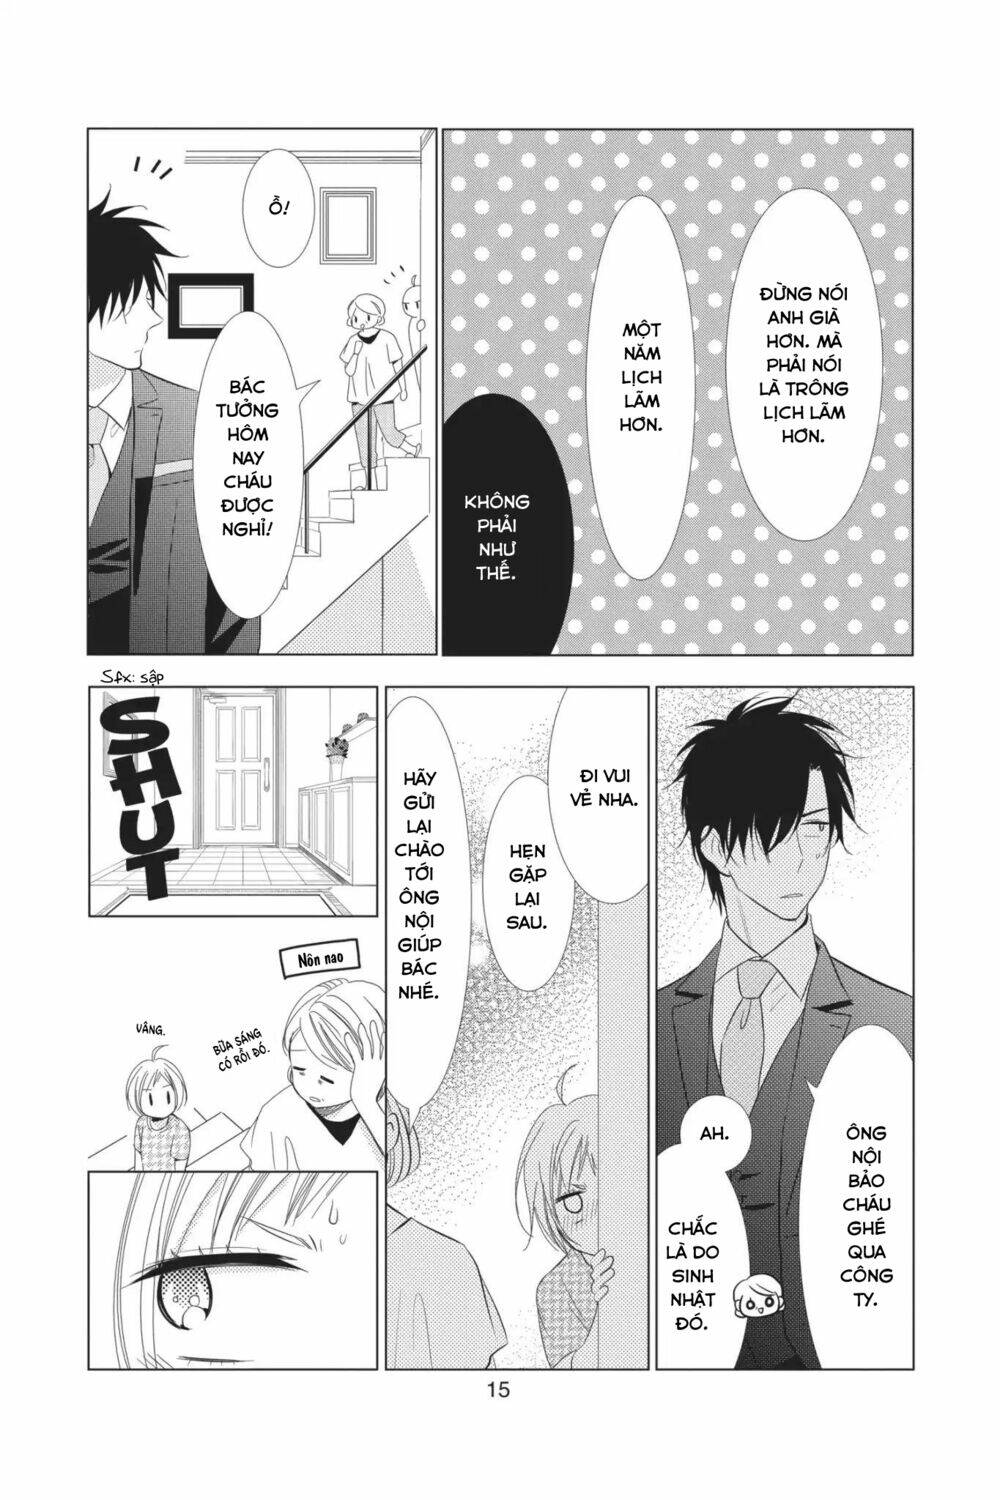 ĐỪNG NÓI
ANH GIÀ
HƠN. MÀ
PHẢI NÓI
LÀ TRÔNG
LỊCH LÃM
HƠN.
MỘT
NĂM
LỊCH
LÃM
HƠN.
KHÔNG
PHẢI
NHƯ
THẾ.
Ồ!
BÁC
TƯỞNG
HÔM
NAY
CHÁU
ĐƯỢC
NGHỈ!
ÔNG
NỘI
BẢO
CHÁU
GHÉ
QUA
CÔNG
TY.
AH.
CHẮC
LÀ DO
SINH
NHẬT
ĐÓ.
ĐI VUI
VẺ NHA.
HẸN
GẶP
LẠI
SAU.
HÃY
GỬI
LẠI
CHÀO
TỚI
ÔNG
NỘI
GIÚP
BÁC
NHÉ.
Sfx: sập
SHUT
Nôn nao
BỮA SÁNG
CÓ RỒI ĐÓ.
VÂNG.
15